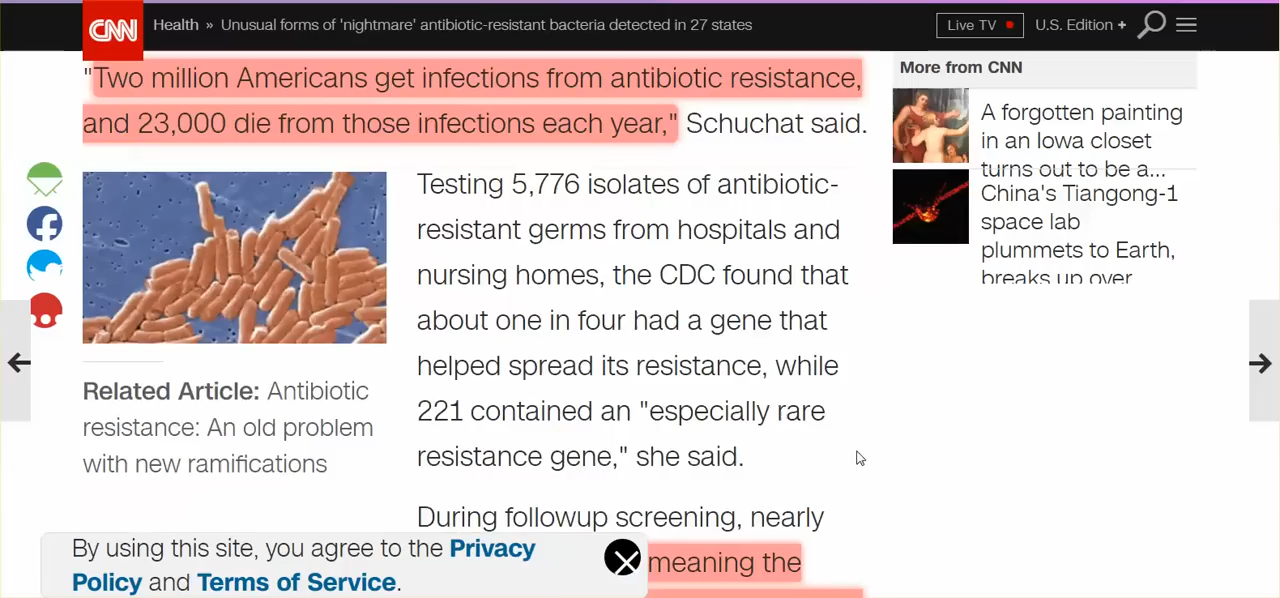 CNN Health » Unusual forms of 'nightmare' antibiotic-resistant bacteria detected in 27 states Live TV U.S. Edition +
"Two million Americans get infections from antibiotic resistance,
and 23,000 die from those infections each year," Schuchat said.
Testing 5,776 isolates of antibiotic-
resistant germs from hospitals and
nursing homes, the CDC found that
about one in four had a gene that
helped spread its resistance, while
221 contained an "especially rare
resistance gene," she said.
During followup screening, nearly
meaning the
Related Article: Antibiotic
resistance: An old problem
with new ramifications
More from CNN
A forgotten painting
in an Iowa closet
turns out to be a...
China's Tiangong-1
space lab
plummets to Earth,
breaks up over
By using this site, you agree to the Privacy
Policy and Terms of Service.